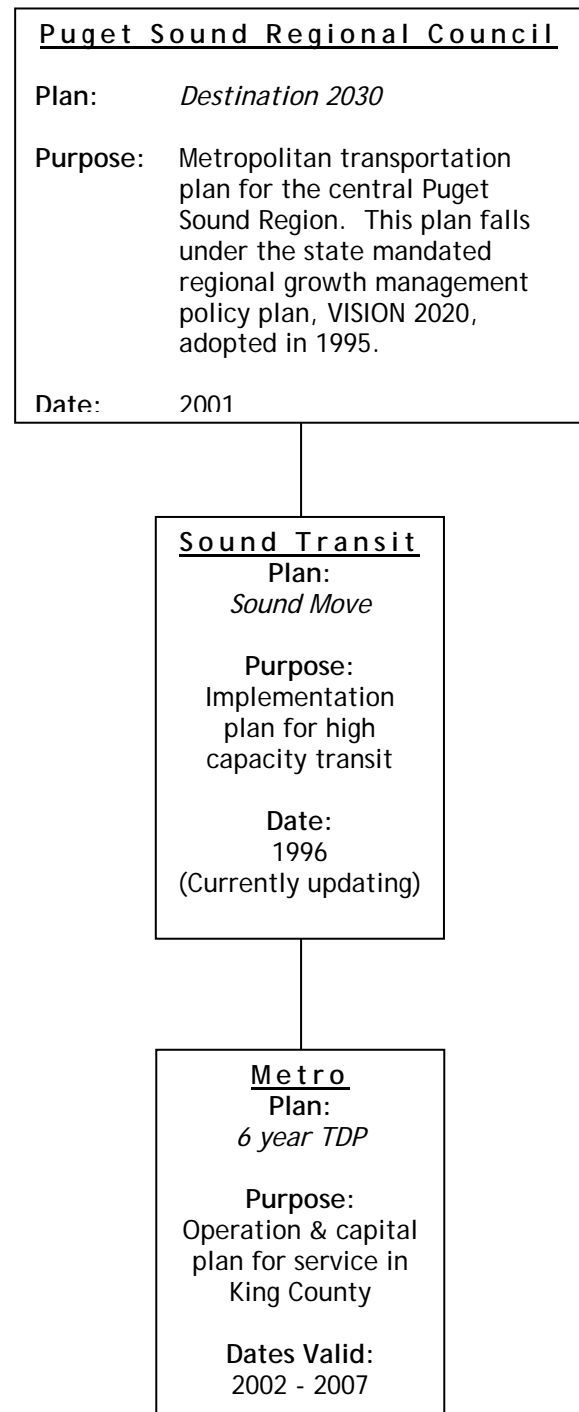 Puget Sound Regional Council
Plan: Destination 2030
Purpose: Metropolitan transportation
plan for the central Puget
Sound Region. This plan falls
under the state mandated
regional growth management
policy plan, VISION 2020,
adopted in 1995.
Date: 2001
Sound Transit
Plan:
Sound Move
Purpose:
Implementation
plan for high
capacity transit
Date:
1996
(Currently updating)
Metro
Plan:
6 year TDP
Purpose:
Operation & capital
plan for service in
King County
Dates Valid:
2002 - 2007